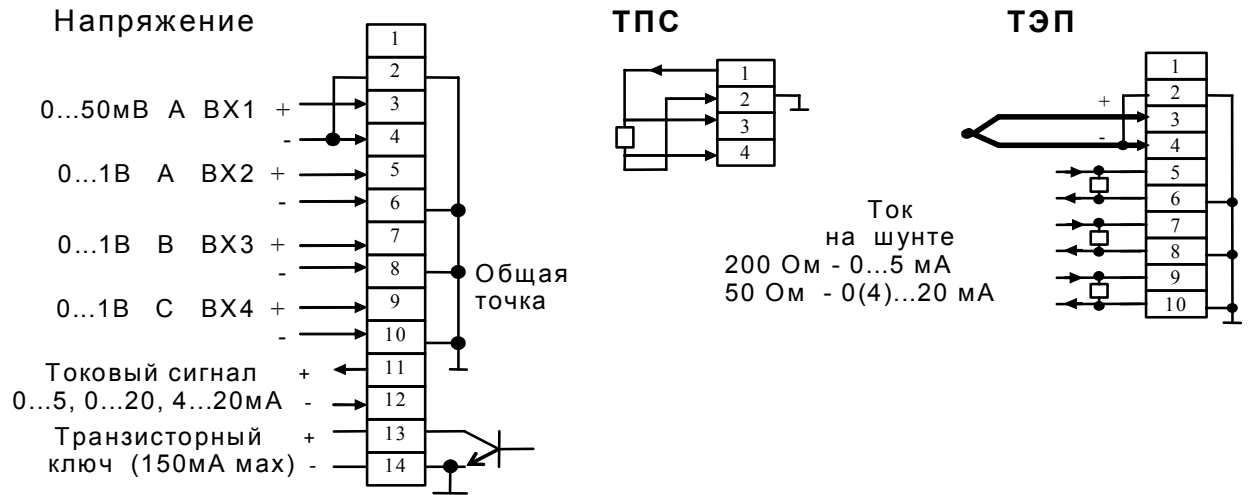 Напряжение
1
2
0...50мВ А ВХ1 +
3
-
4
0...1В А ВХ2 +
5
-
6
0...1В В ВХ3 +
7
-
8
Общая
точка
0...1В С ВХ4 +
9
-
10
Токовый сигнал +
11
0...5, 0...20, 4...20мА -
12
Транзисторный +
13
ключ (150мА мах) -
14
ТПС
1
2
3
4
Ток
на шунте
200 Ом - 0...5 мА
50 Ом - 0(4)...20 мА
ТЭП
1
2
+
3
-
4
5
6
7
8
9
10